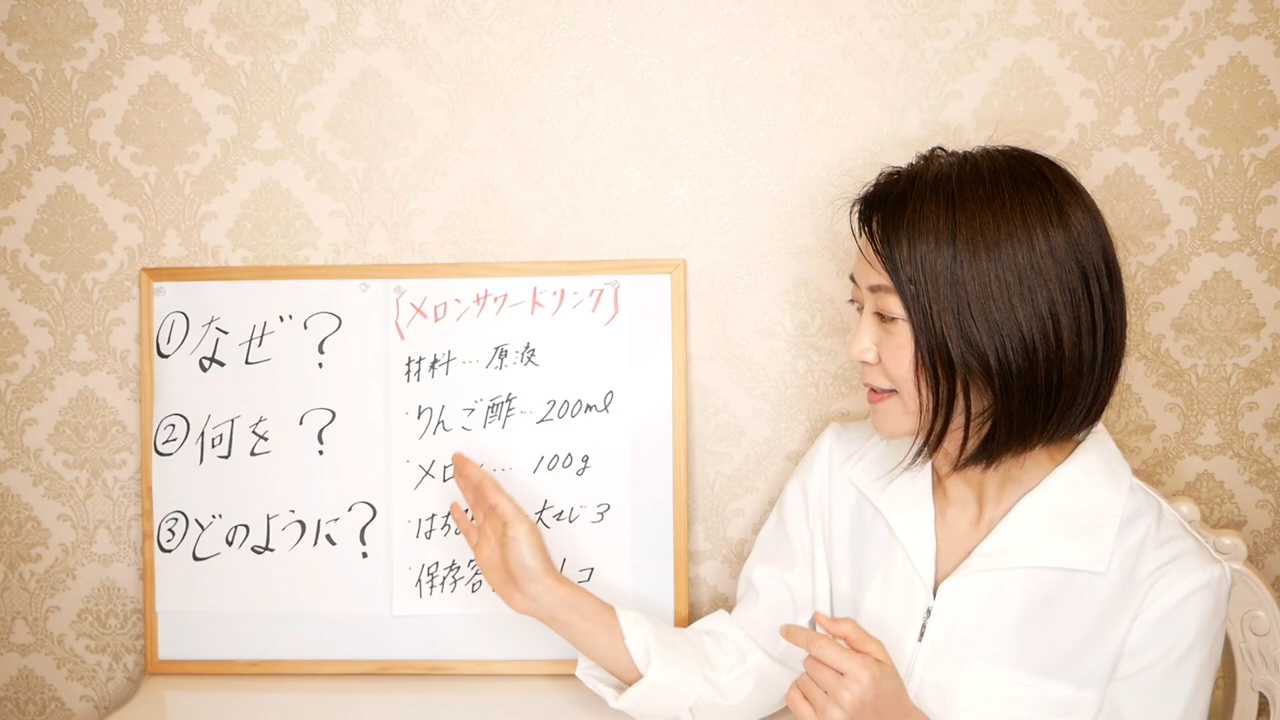 ①なぜ?
②何を?
③どのように?
{メロンサワードリンク}
材料…原液
・りんご酢…200ml
・メロ…100g
・はち 大さじ3
保存容 1コ